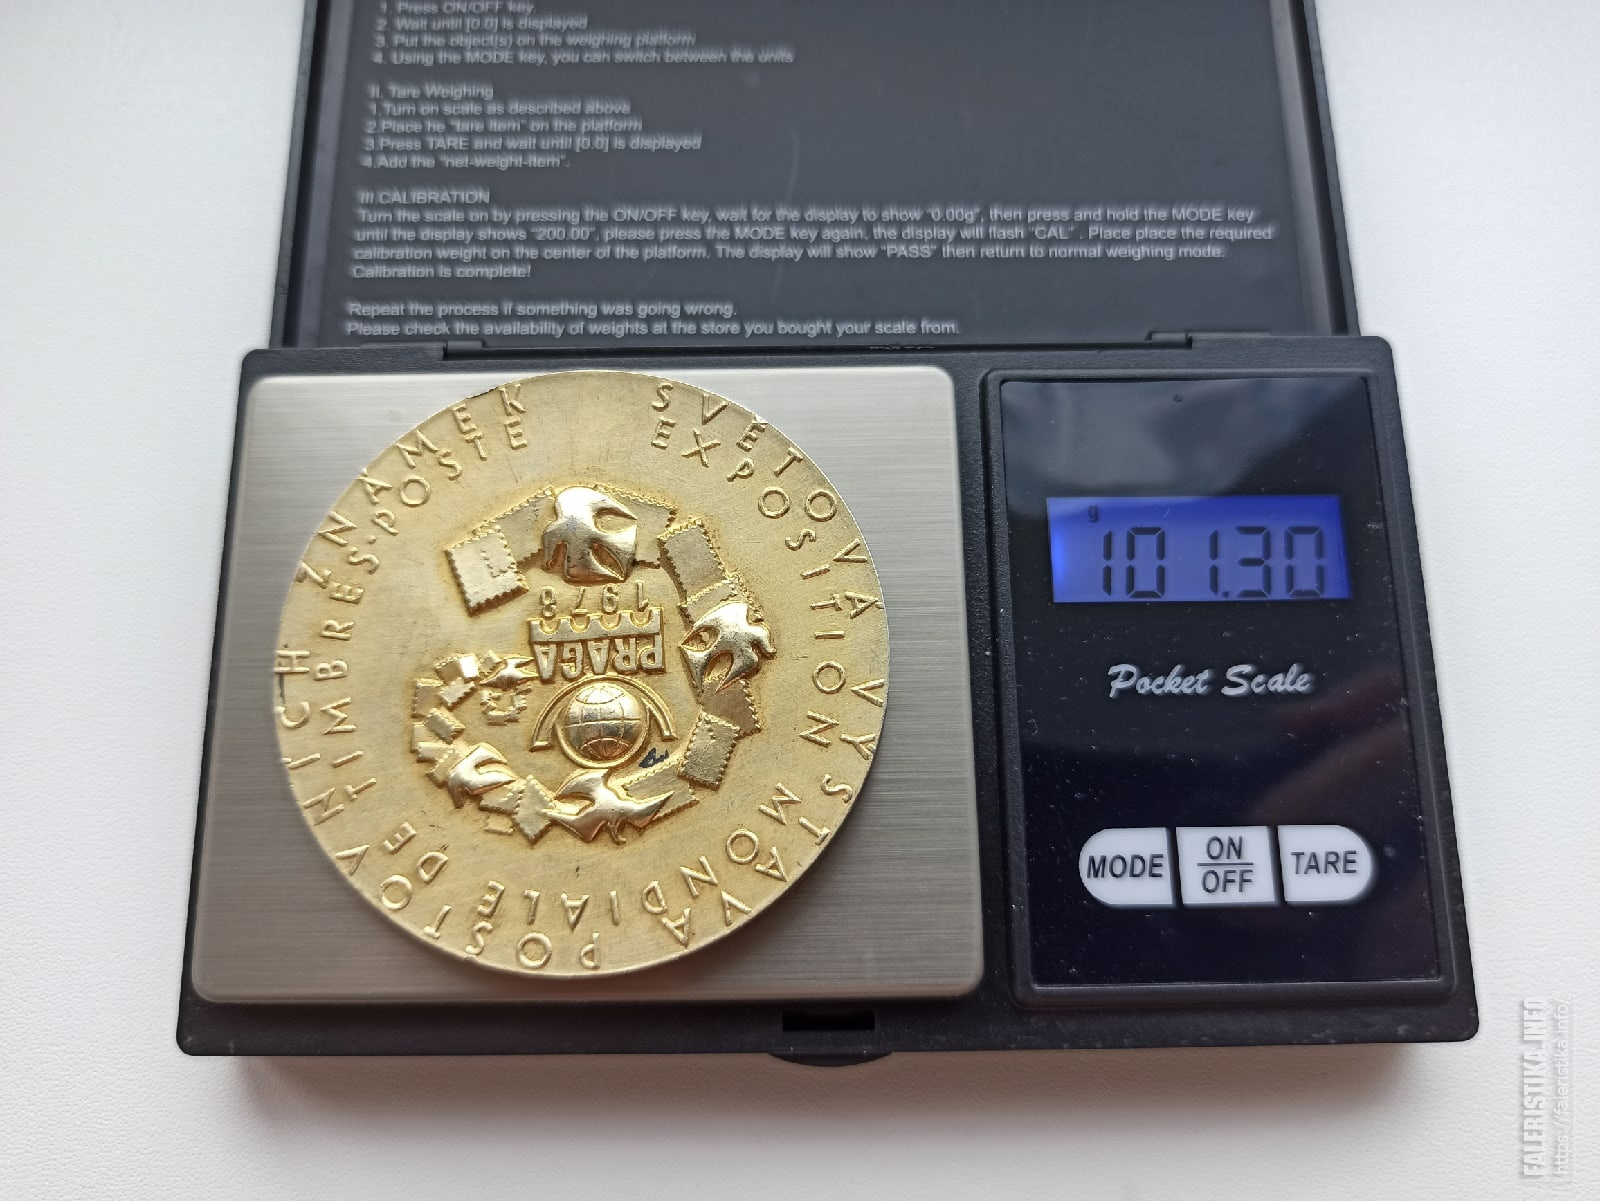 1. Press ON/OFF key.
2. Wait until [0.0] is displayed
3. Put the object(s) on the weighing platform
4. Using the MODE key, you can switch between the units
II. Tare Weighing
1.Turn on scale as described above
2.Place he "tare item" on the platform
3.Press TARE and wait until [0.0] is displayed
4.Add the "net-weight-item".
III CALIBRATION
Turn the scale on by pressing the ON/OFF key, wait for the display to show "0.00g", then press and hold the MODE key
until the display shows "200.00", please press the MODE key again, the display will flash "CAL" . Place place the required
calibration weight on the center of the platform. The display will show "PASS" then return to normal weighing mode.
Calibration is complete!
Repeat the process if something was going wrong.
Please check the availability of weights at the store you bought your scale from.
SVĚTOVÁ VÝSTAVA POŠTOVNÍCH ZNÁMEK
EXPOSITION MONDIALE DE TIMBRES-POSTE
PRAGA
1978
g
101.30
Pocket Scale
MODE
ON
OFF
TARE
FALERISTIKA.INFO
https://faleristika.info